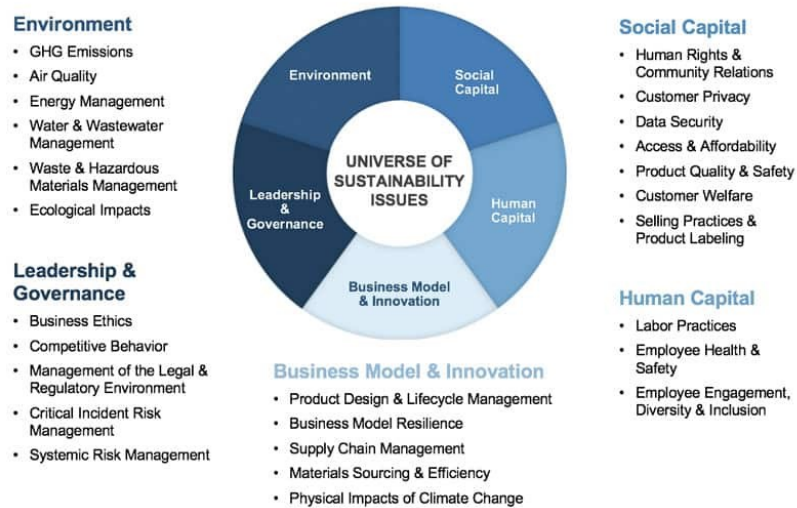 Environment
• GHG Emissions
• Air Quality
• Energy Management
• Water & Wastewater
Management
• Waste & Hazardous
Materials Management
• Ecological Impacts
Leadership &
Governance
• Business Ethics
• Competitive Behavior
• Management of the Legal &
Regulatory Environment
• Critical Incident Risk
Management
• Systemic Risk Management
Environment
Social
Capital
UNIVERSE OF
SUSTAINABILITY
ISSUES
Leadership
&
Governance
Human
Capital
Business Model
& Innovation
Business Model & Innovation
• Product Design & Lifecycle Management
• Business Model Resilience
• Supply Chain Management
• Materials Sourcing & Efficiency
• Physical Impacts of Climate Change
Social Capital
• Human Rights &
Community Relations
• Customer Privacy
• Data Security
• Access & Affordability
• Product Quality & Safety
• Customer Welfare
• Selling Practices &
Product Labeling
Human Capital
• Labor Practices
• Employee Health &
Safety
• Employee Engagement,
Diversity & Inclusion